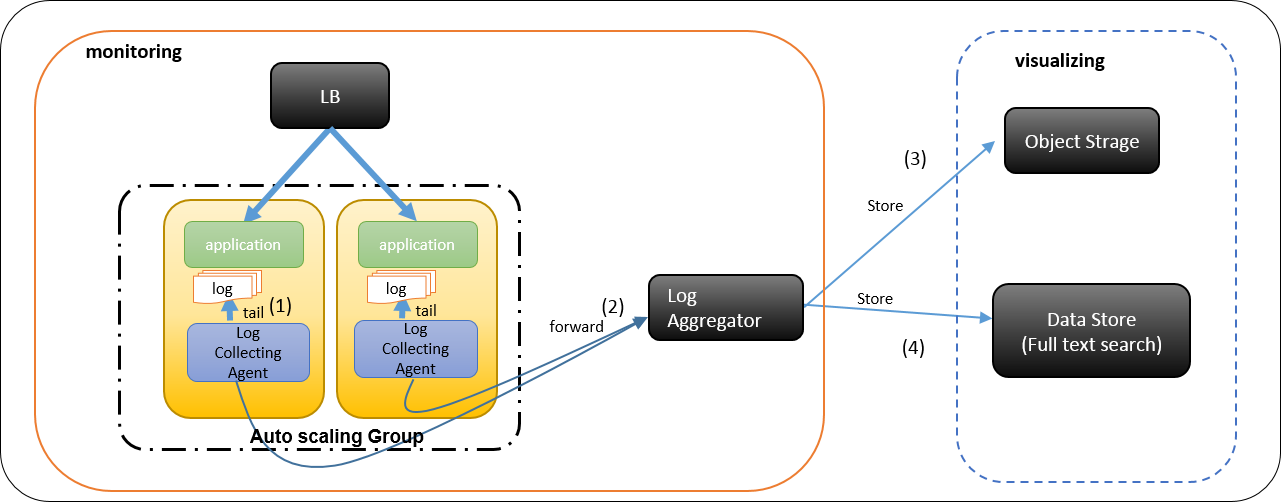 monitoring
visualizing
LB
Object Strage
(3)
Store
application
application
log
log
(1)
tail
tail
Log
Collecting
Agent
Log
Collecting
Agent
(2)
forward
Log
Aggregator
Store
(4)
Data Store
(Full text search)
Auto scaling Group